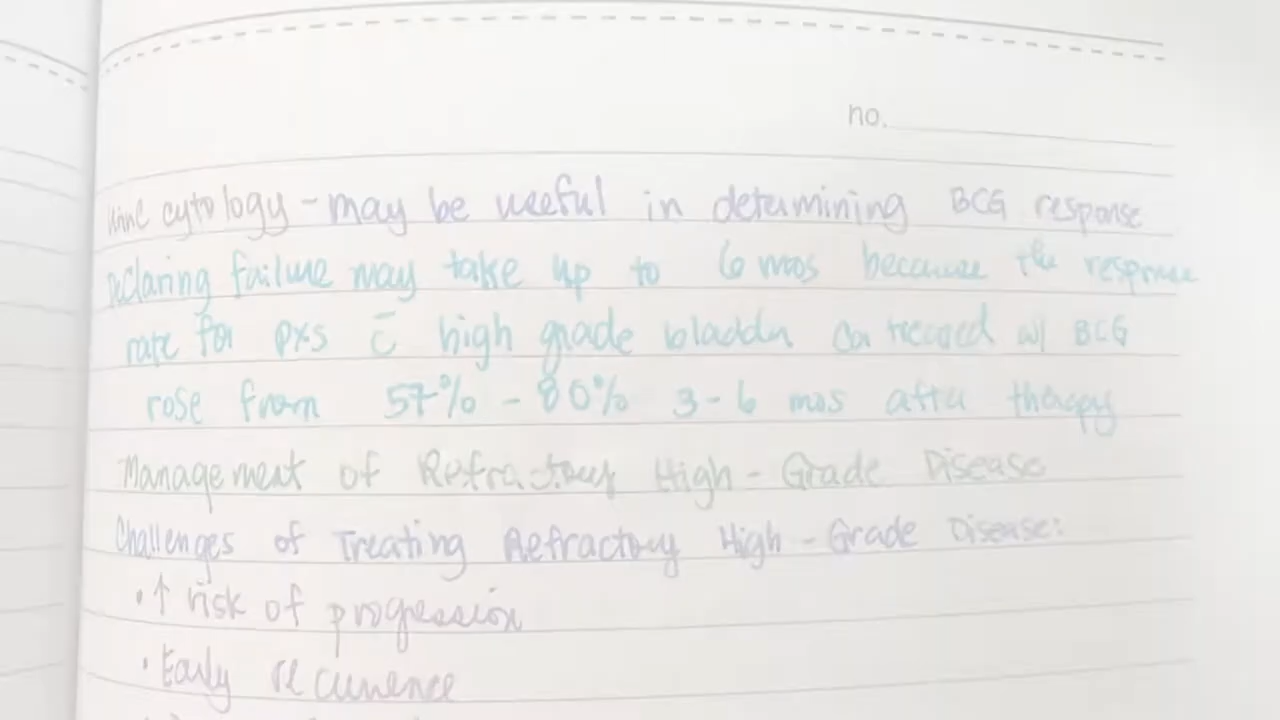 no.
Urine cytology - may be useful in determining BCG response
Declaring failure may take up to 6 mos because the response
rate for pxs c̄ high grade bladder Ca treated w/ BCG
rose from 57% - 80% 3-6 mos after therapy
Management of Refractory High-Grade Disease
Challenges of Treating Refractory High-Grade Disease:
• ↑ risk of progression
• Early recurrence